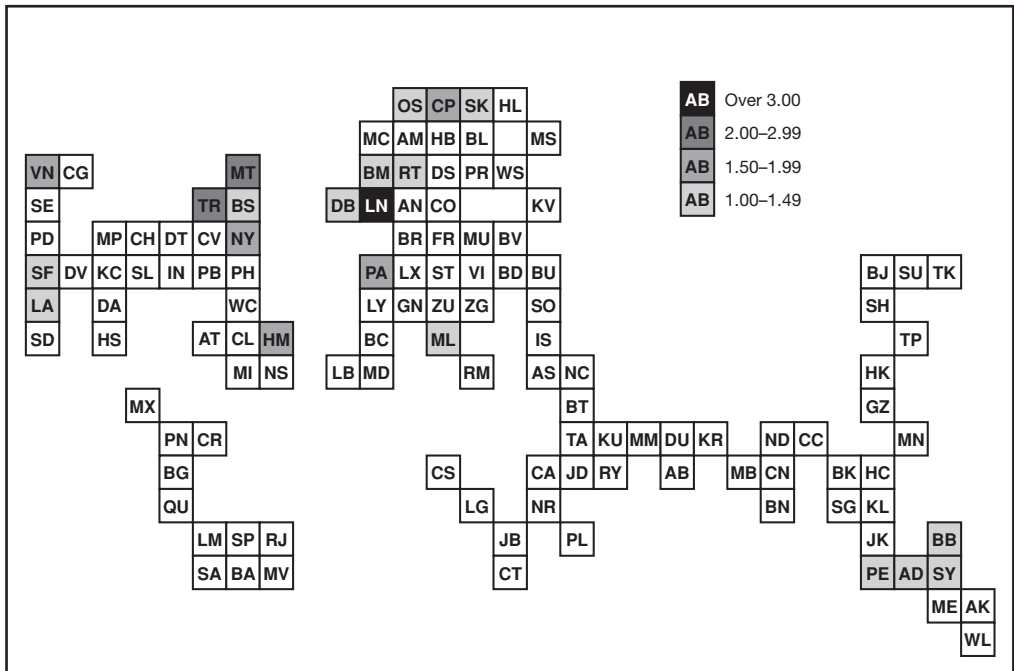 OS CP SK HL
AB Over 3.00
MC AM HB BL MS
AB 2.00–2.99
VN CG MT BM RT DS PR WS
AB 1.50–1.99
SE TR BS DB LN AN CO KV
AB 1.00–1.49
PD MP CH DT CV NY BR FR MU BV
SF DV KC SL IN PB PH PA LX ST VI BD BU BJ SU TK
LA DA WC LY GN ZU ZG SO SH
SD HS AT CL HM BC ML IS TP
MI NS LB MD RM AS NC HK
MX BT GZ
PN CR TA KU MM DU KR ND CC MN
BG CS CA JD RY AB MB CN BK HC
QU LG NR BN SG KL
LM SP RJ JB PL JK BB
SA BA MV CT PE AD SY
ME AK
WL